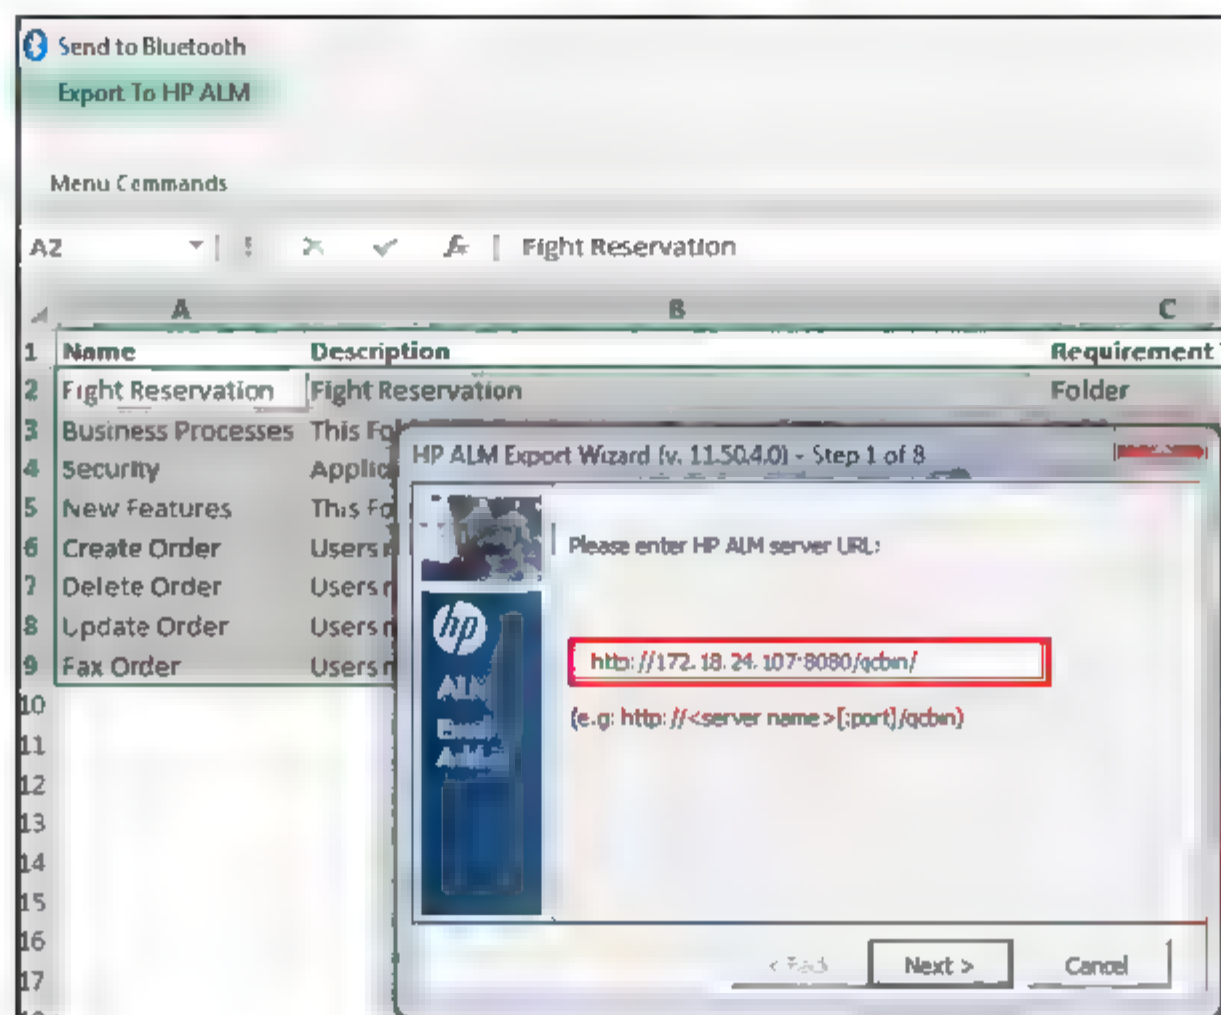 Send to Bluetooth
Export To HP ALM
Menu Commands
A2 Fight Reservation
A B C
1 Name Description Requirement
2 Fight Reservation Fight Reservation Folder
3 Business Processes This Fo
4 Security Applic
5 New Features This Fo
6 Create Order Users
7 Delete Order Users
8 Update Order Users
9 Fax Order Users
10
11
12
13
14
15
16
17
HP ALM Export Wizard (v. 11.50.4.0) - Step 1 of 8
Please enter HP ALM server URL:
hp
ALM
http://172.18.24.107:8080/qcbin/
(e.g: http://<server name>[:port]/qcbin)
< Back Next > Cancel